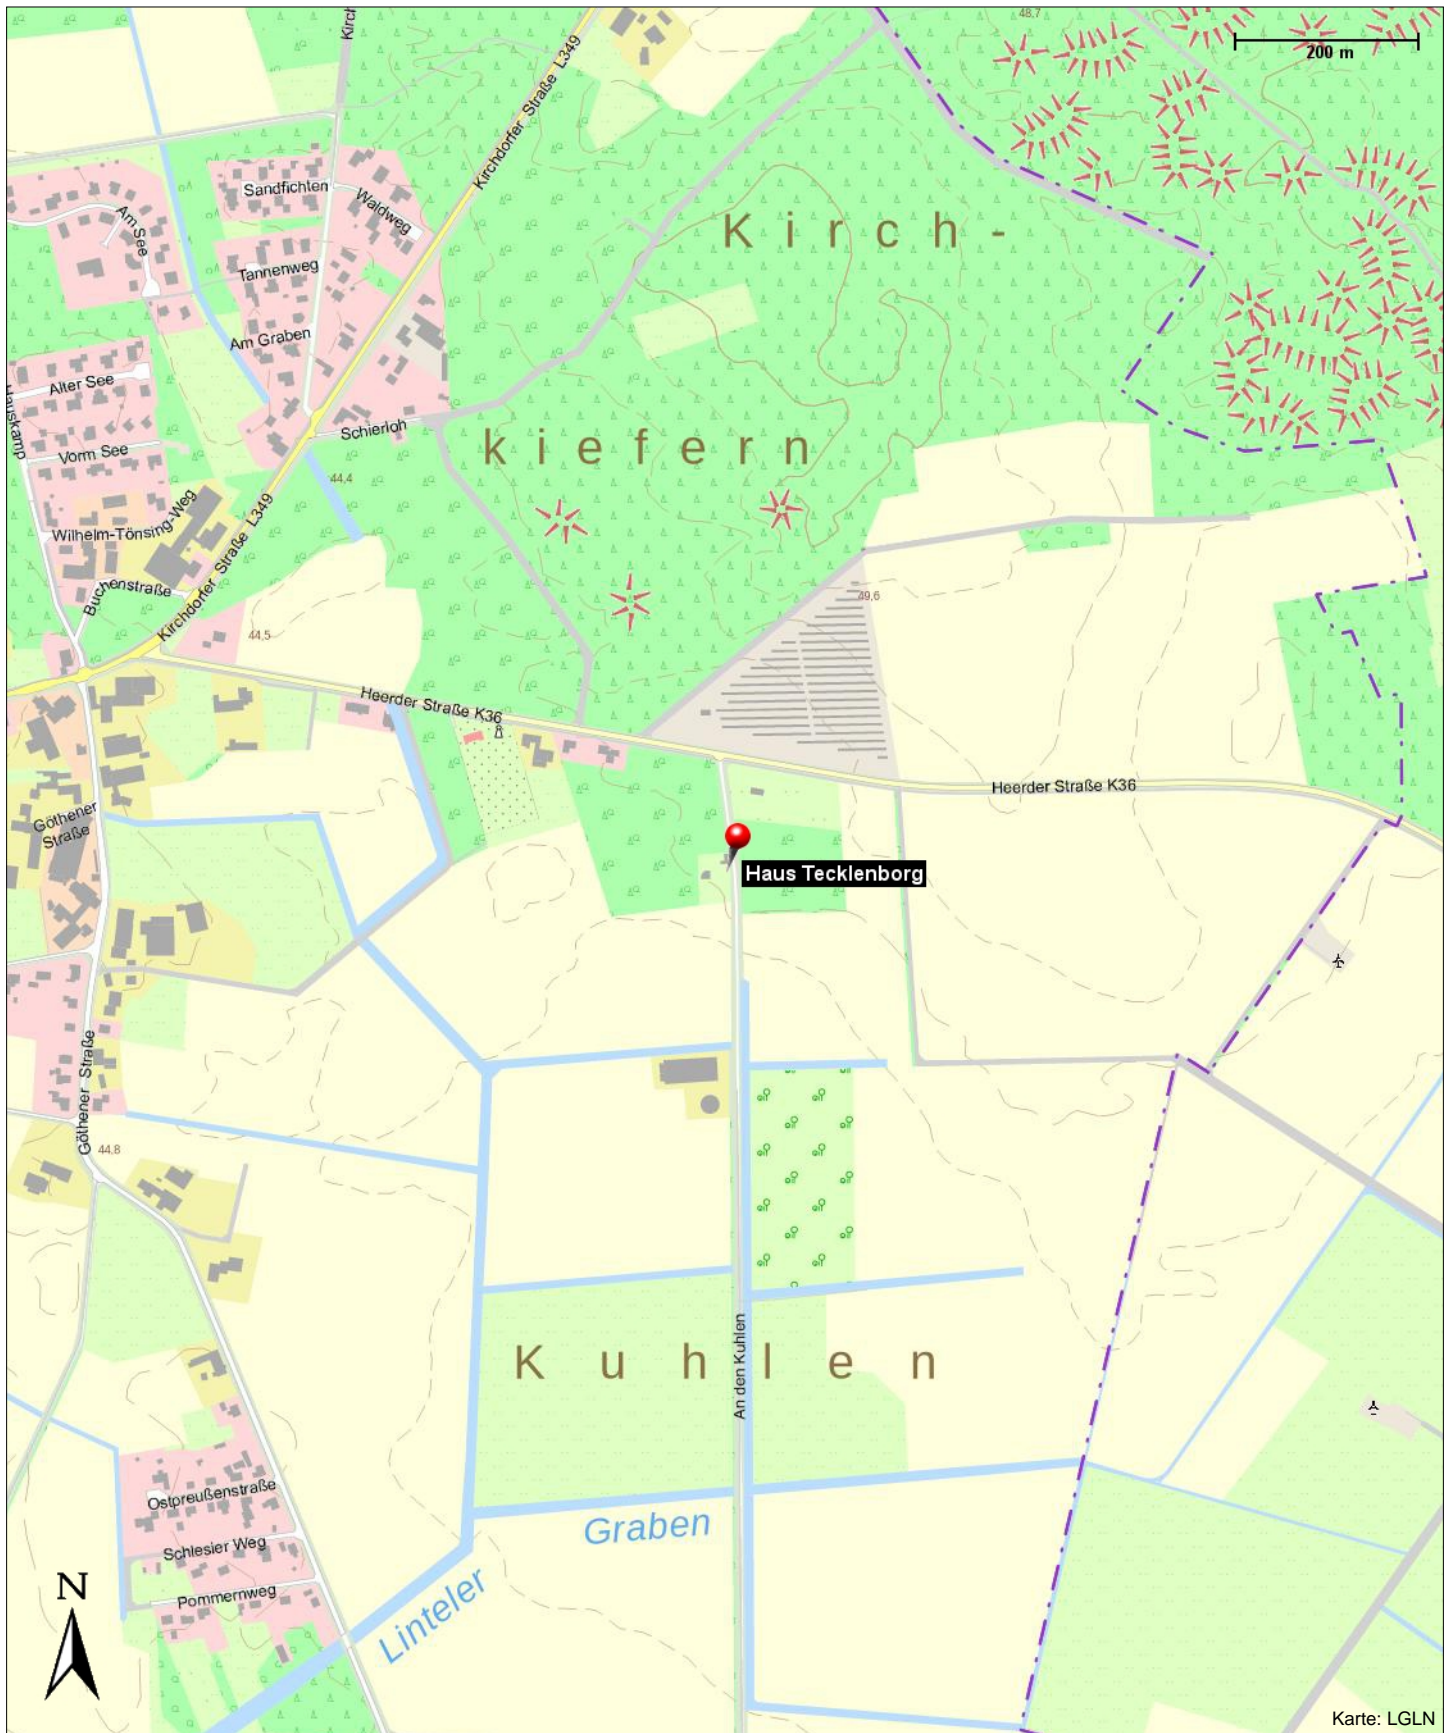 Kirch
48,7
200 m
Kirchdorfer Straße L349
Sandfichten
Waldweg
Am See
Kirch-
Tannenweg
Am Graben
Alter See
Hauskamp
Schierloh
Vorm See
kiefern
44,4
Wilhelm-Tönsing-Weg
Kirchdorfer Straße L349
Buchenstraße
49,6
44,5
Heerder Straße K36
Heerder Straße K36
Göthener
Straße
Haus Tecklenborg
Göthener Straße
44,8
An den Kuhlen
Kuhlen
Ostpreußenstraße
Graben
Schlesier Weg
Linteler
Pommernweg
N
Karte: LGLN